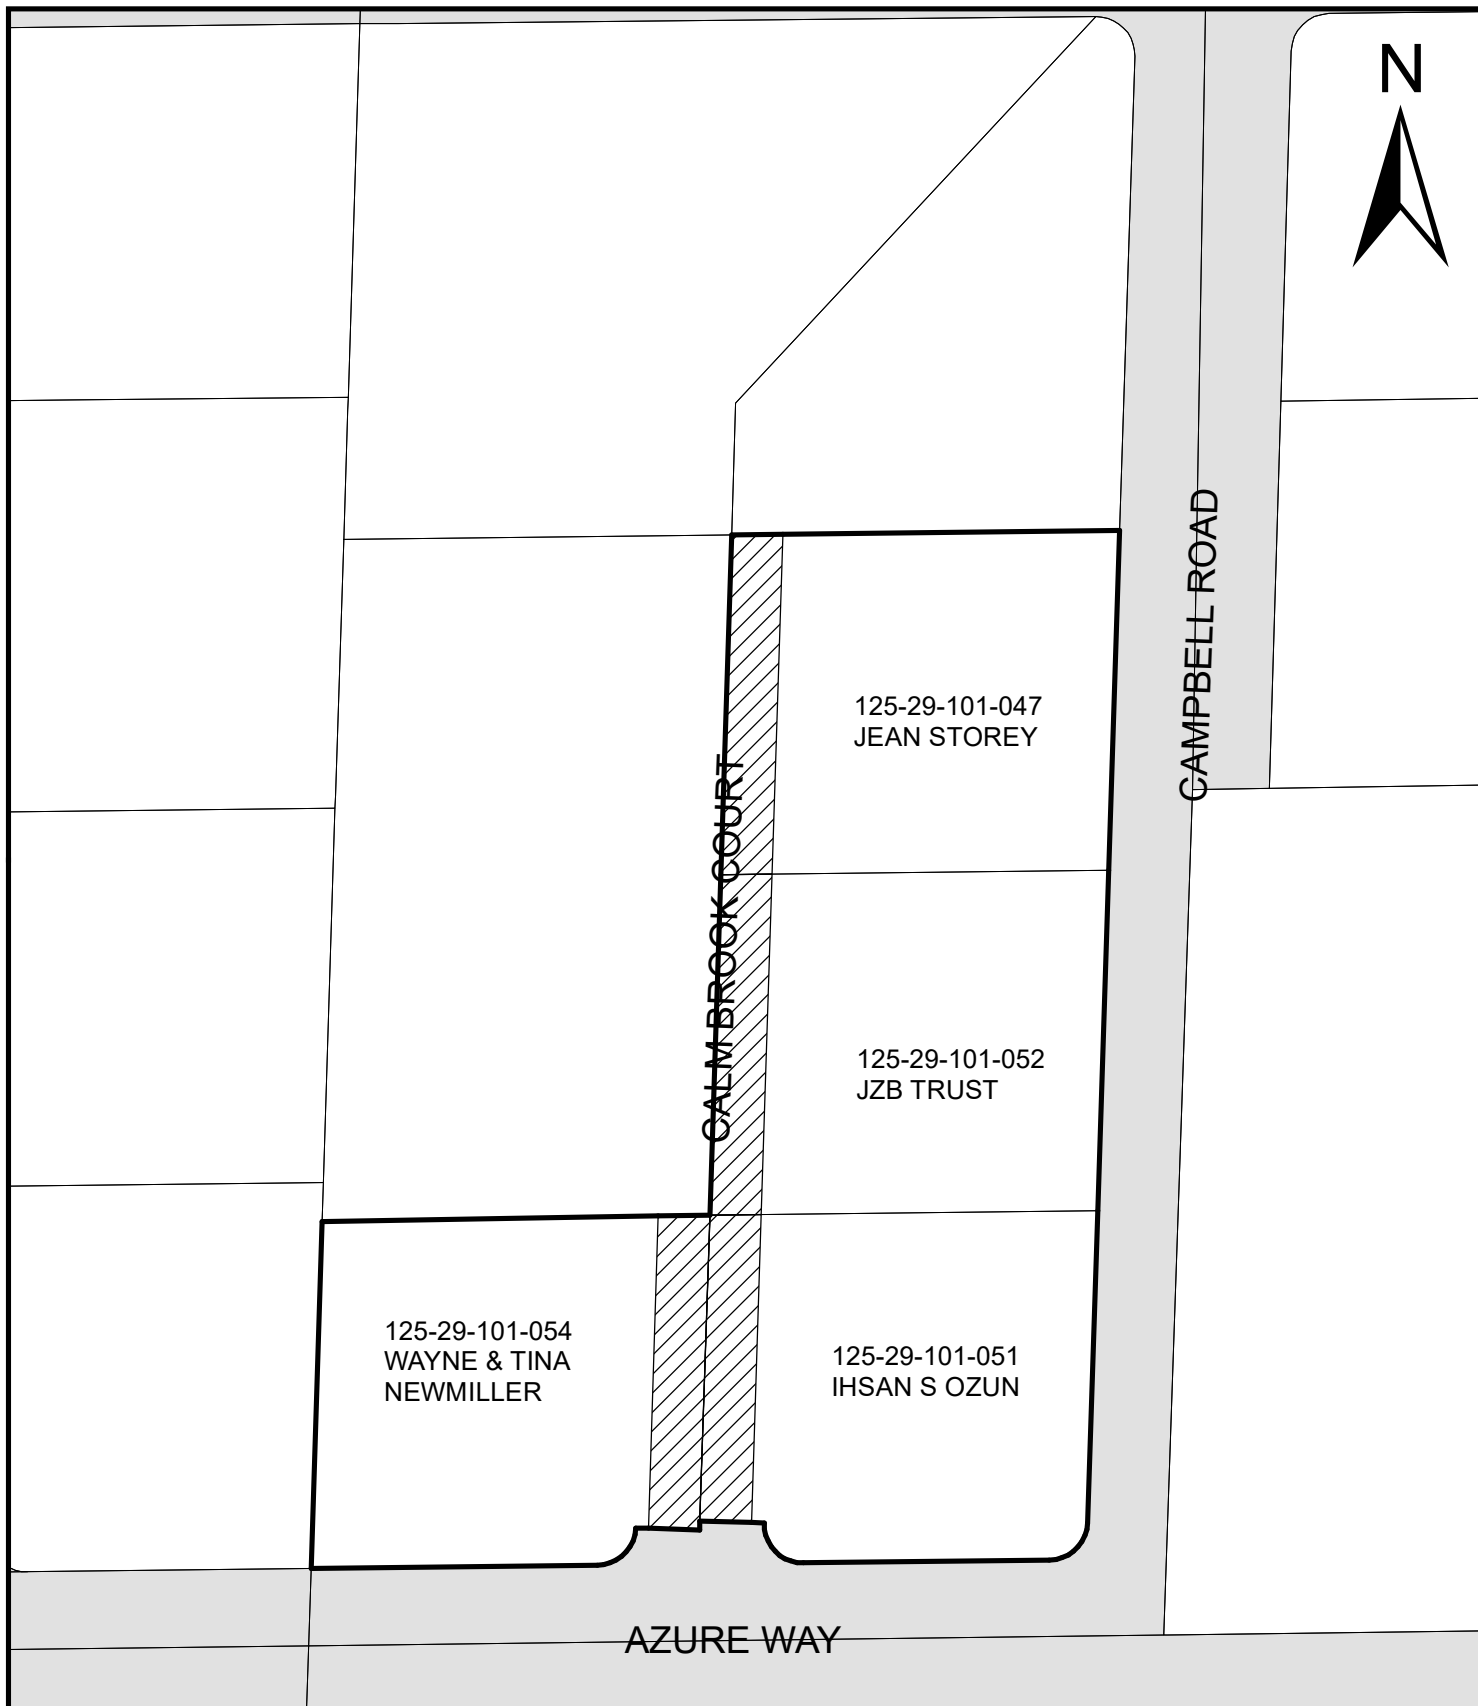 N
CAMPBELL ROAD
125-29-101-047
JEAN STOREY
CALM BROOK COURT
125-29-101-052
JZB TRUST
125-29-101-054
WAYNE & TINA
NEWMILLER
125-29-101-051
IHSAN S OZUN
AZURE WAY